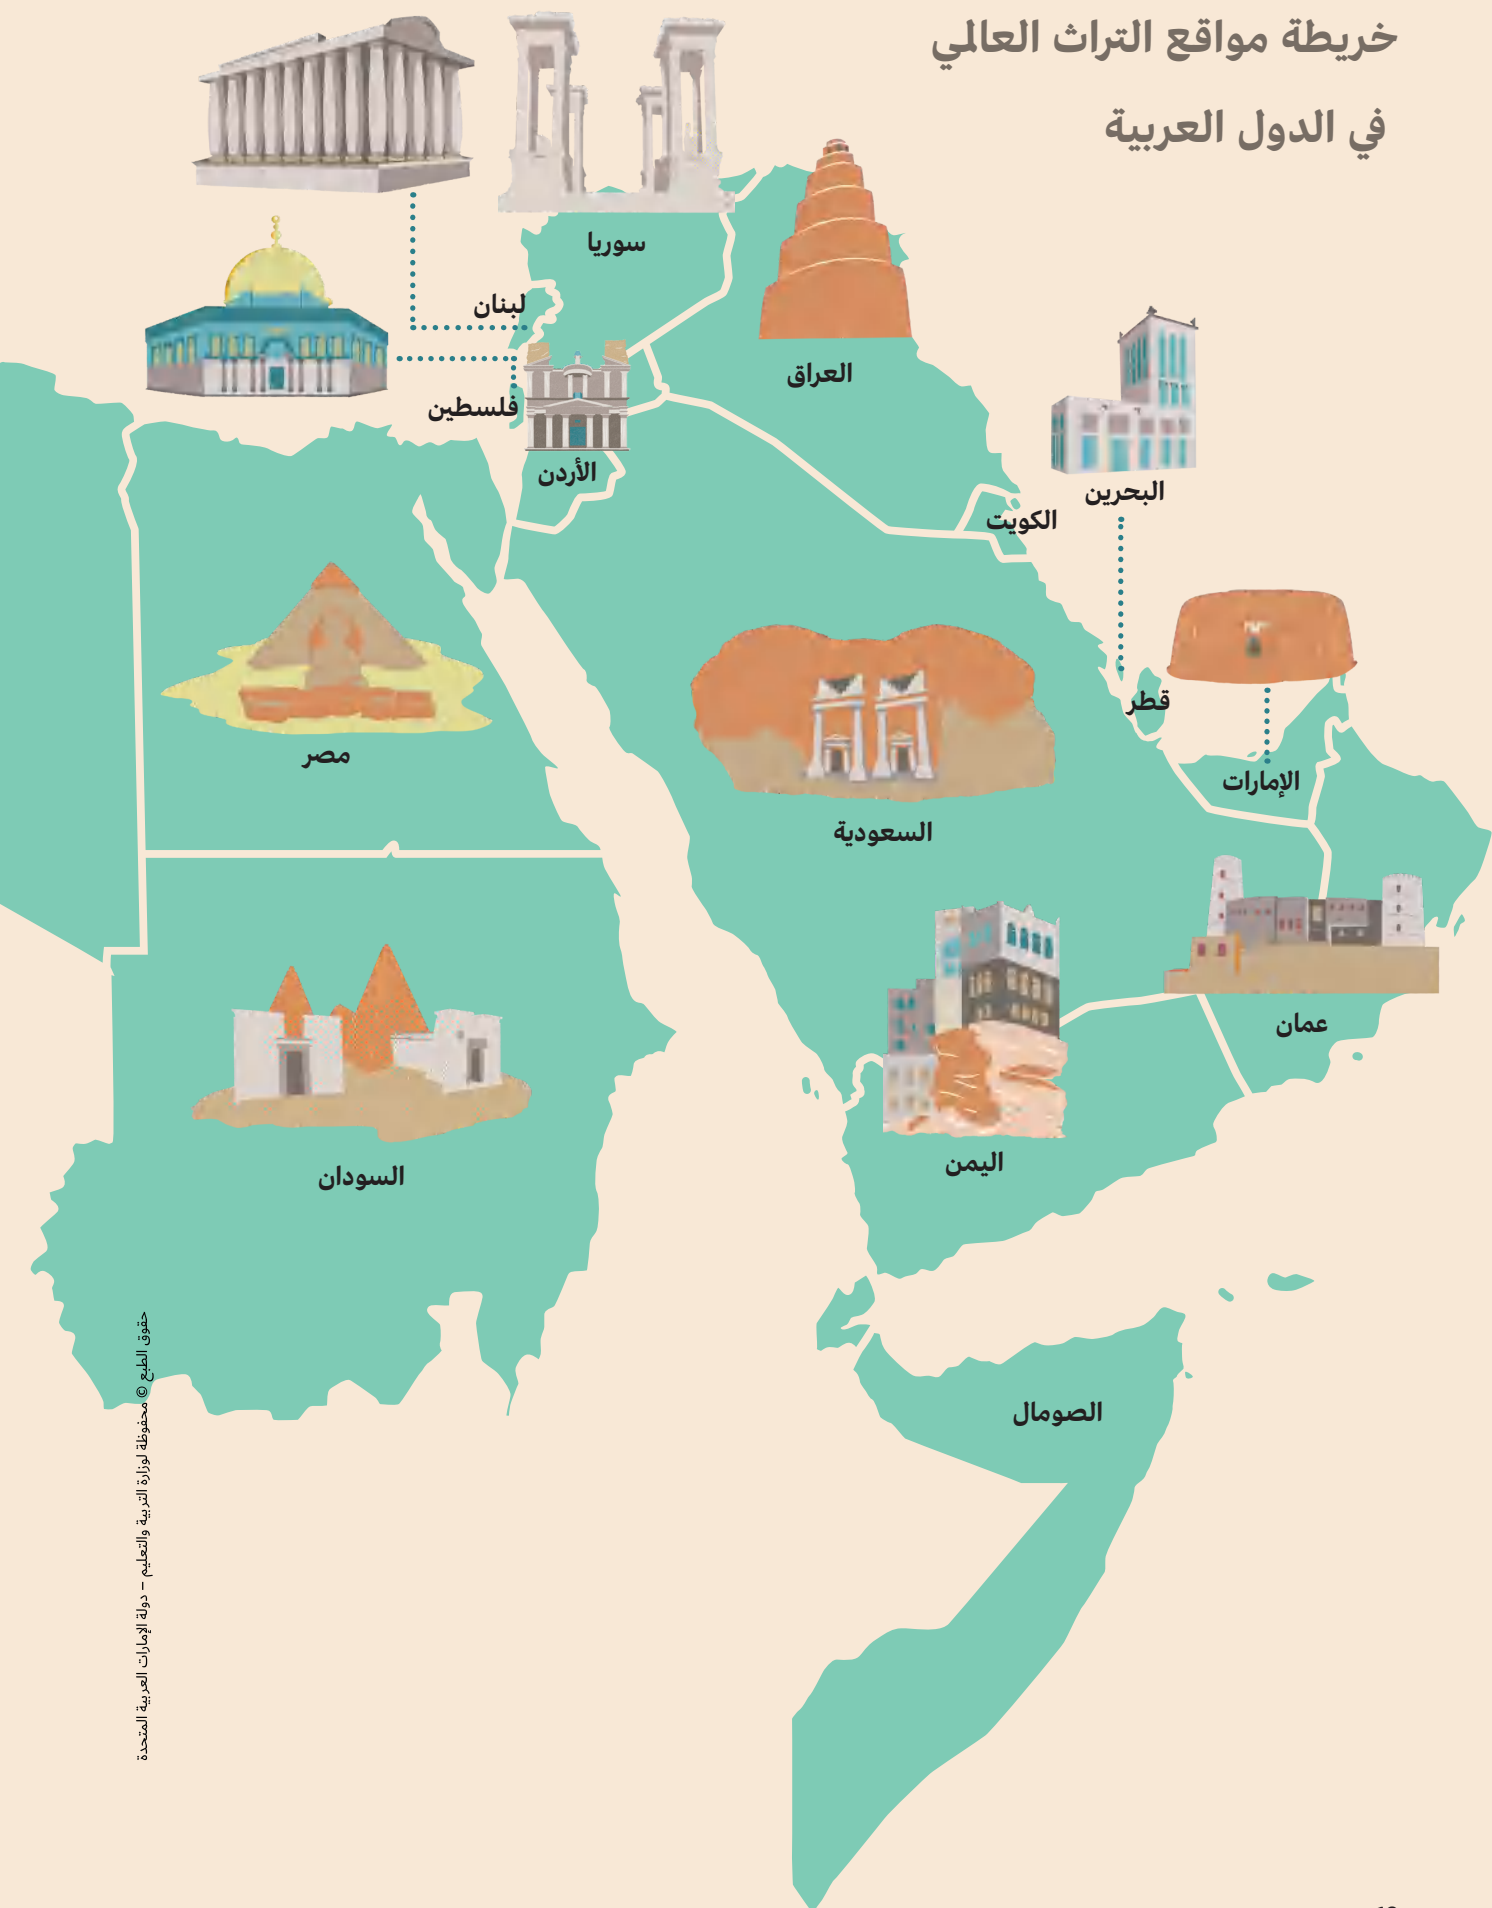 خريطة مواقع التراث العالمي
في الدول العربية
سوريا
لبنان
العراق
فلسطين
الأردن
البحرين
الكويت
قطر
مصر
الإمارات
السعودية
عمان
اليمن
السودان
الصومال
حقوق الطبع © محفوظة لوزارة التربية والتعليم – دولة الإمارات العربية المتحدة